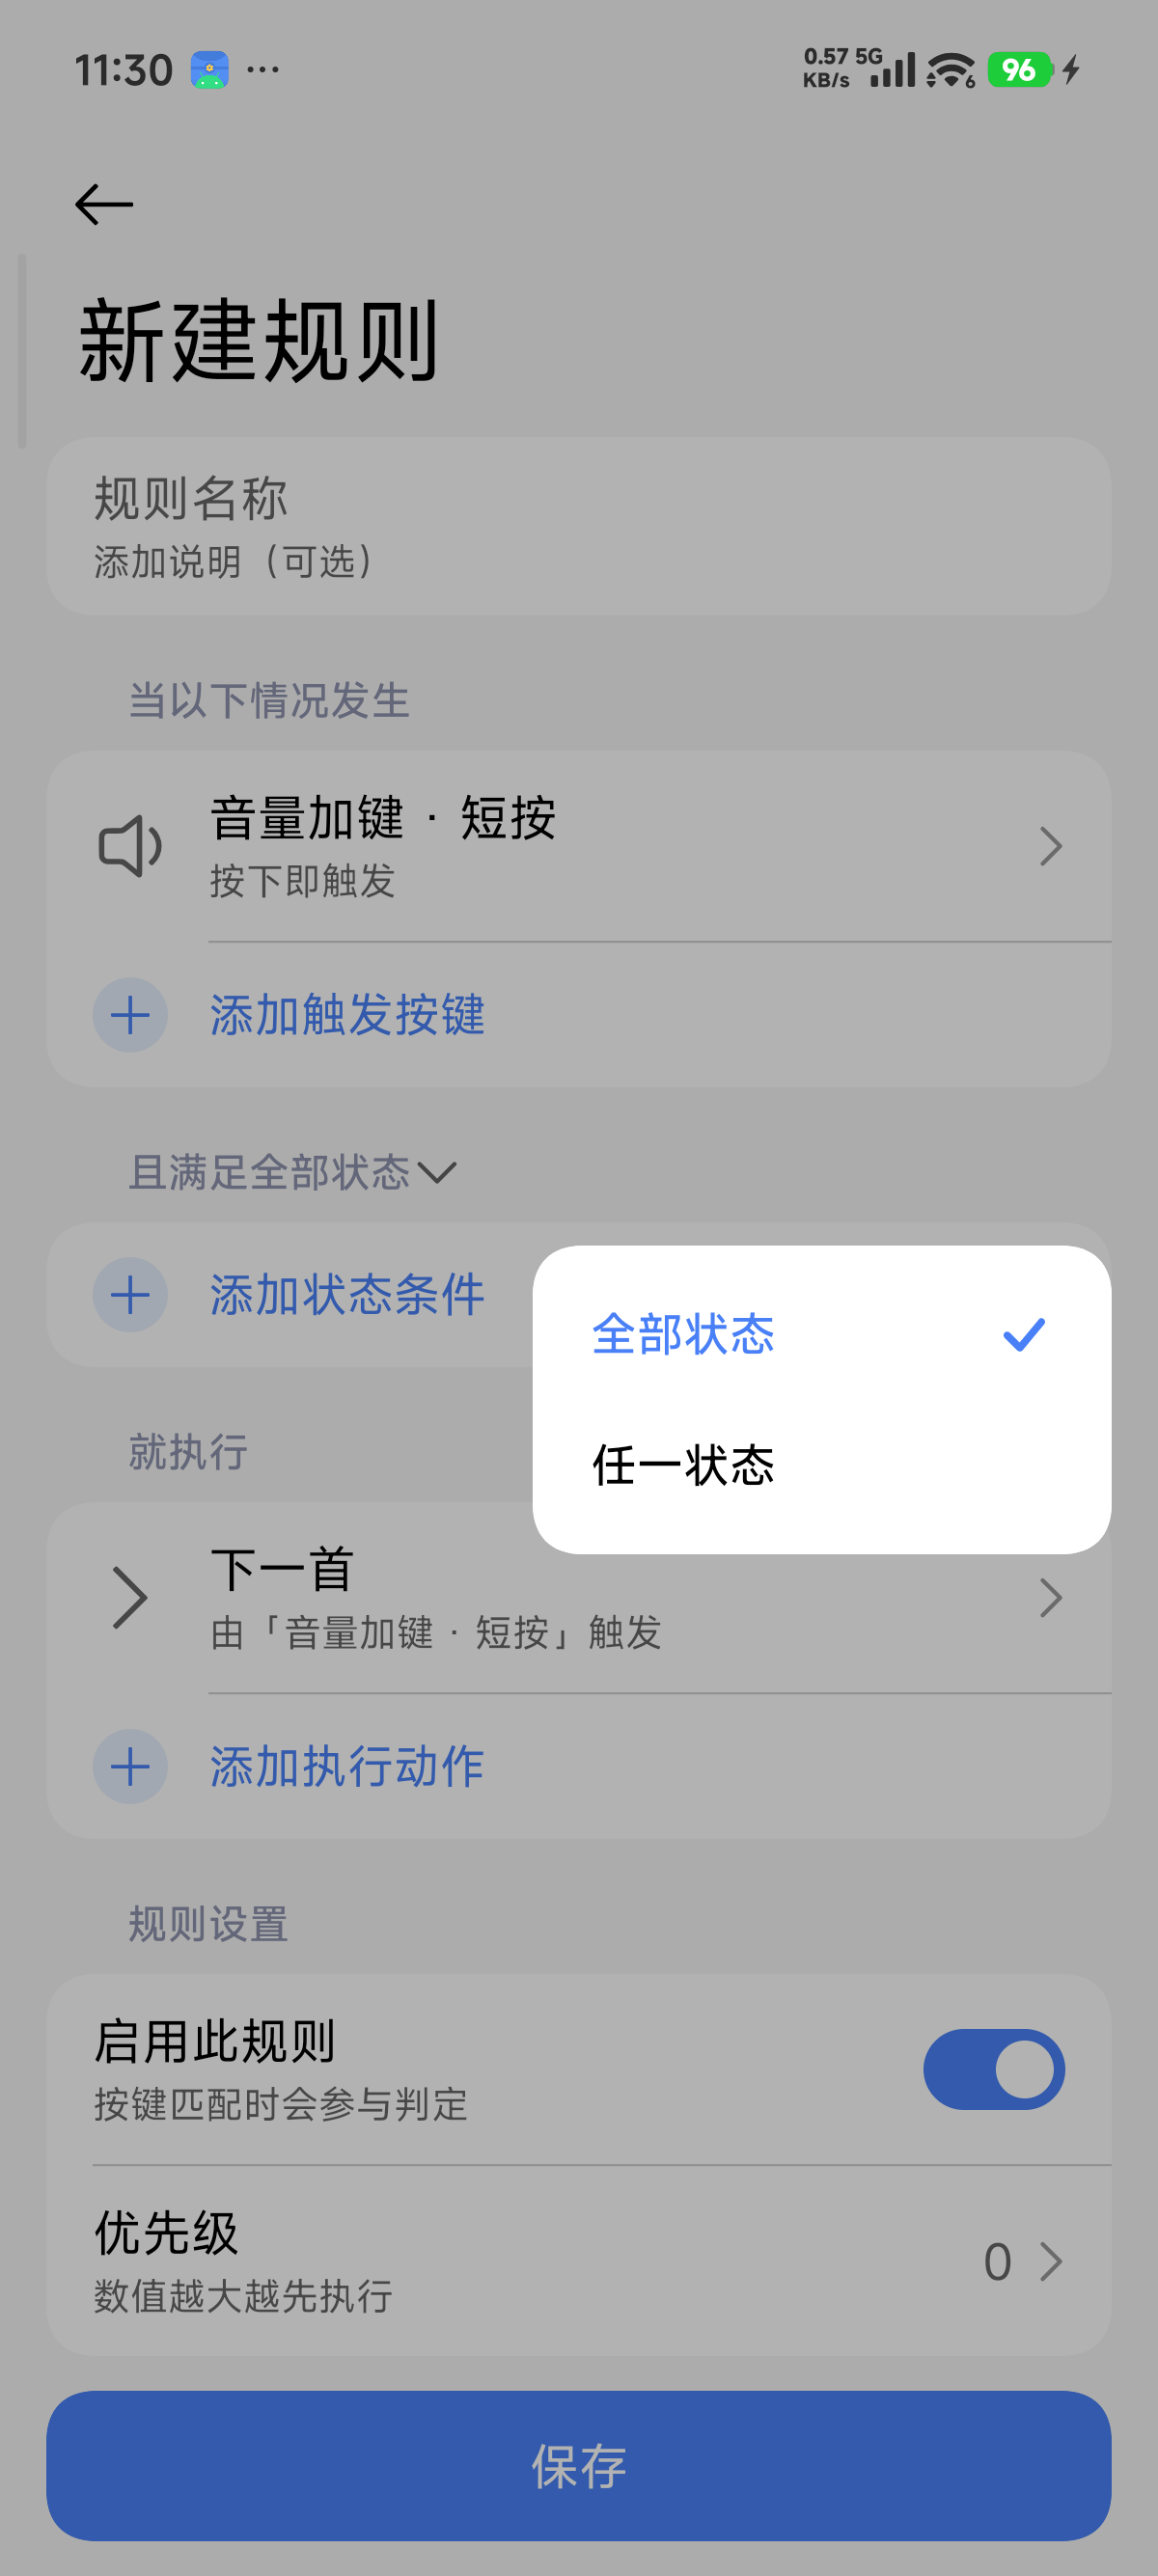 11:30 ··· 0.57 KB/s 5G 6 96
新建规则
规则名称
添加说明（可选）
当以下情况发生
音量加键 · 短按
按下即触发
添加触发按键
且满足全部状态
添加状态条件
全部状态
任一状态
就执行
下一首
由「音量加键 · 短按」触发
添加执行动作
规则设置
启用此规则
按键匹配时会参与判定
优先级
数值越大越先执行
0
保存